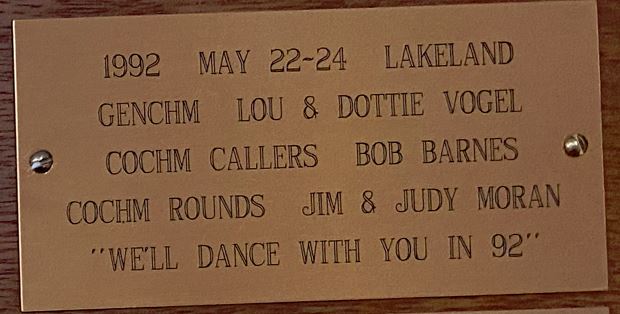 1992 MAY 22-24 LAKELAND
GENCHM LOU & DOTTIE VOGEL
COCHM CALLERS BOB BARNES
COCHM ROUNDS JIM & JUDY MORAN
"WE'LL DANCE WITH YOU IN 92"